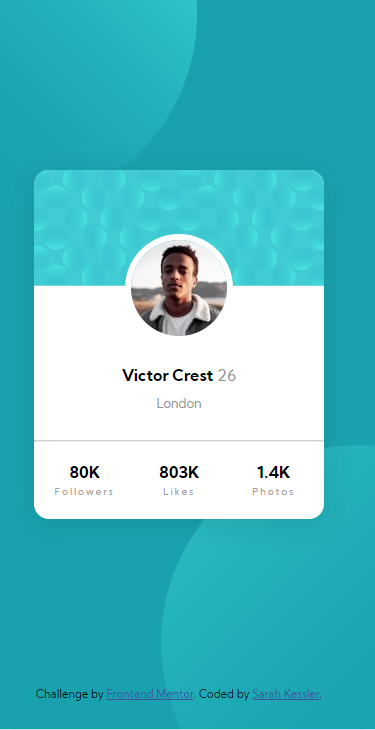 Victor Crest 26
London
80K 803K 1.4K
Followers Likes Photos
Challenge by Frontend Mentor. Coded by Sarah Kessler.